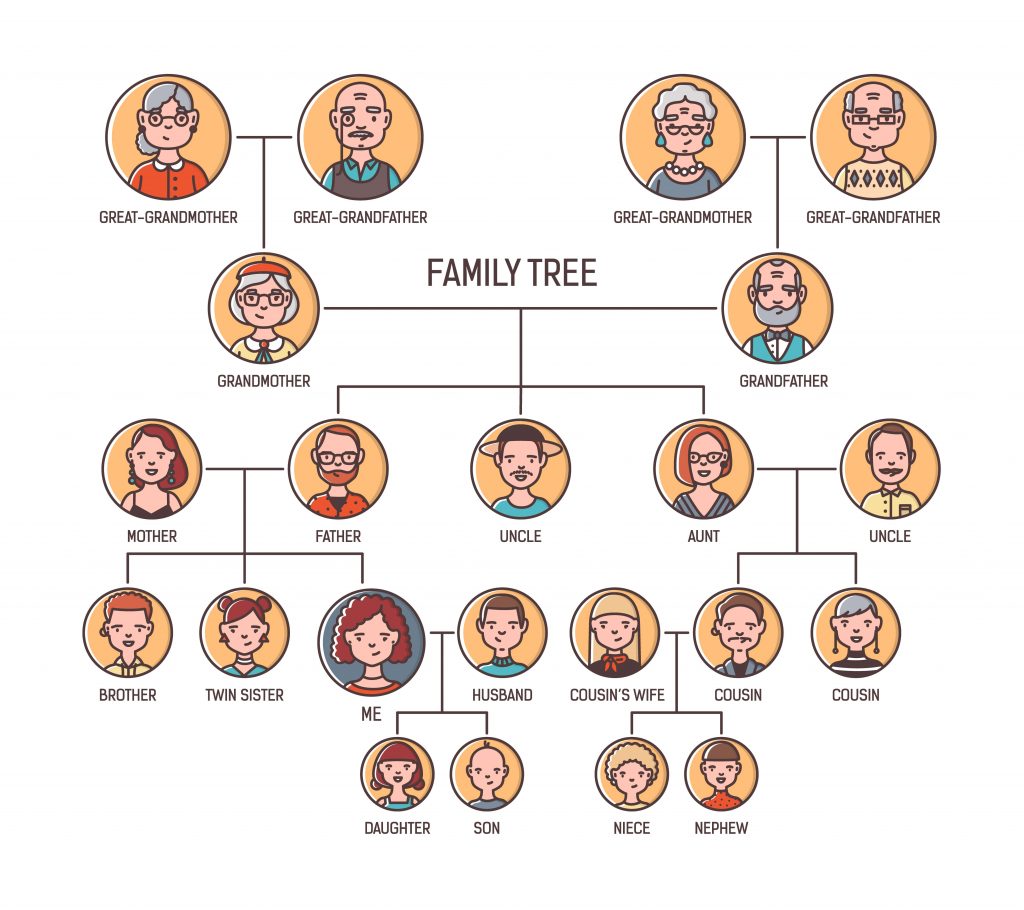 GREAT-GRANDMOTHER
GREAT-GRANDFATHER
GREAT-GRANDMOTHER
GREAT-GRANDFATHER
FAMILY TREE
GRANDMOTHER
GRANDFATHER
MOTHER
FATHER
UNCLE
AUNT
UNCLE
BROTHER
TWIN SISTER
ME
HUSBAND
COUSIN'S WIFE
COUSIN
COUSIN
DAUGHTER
SON
NIECE
NEPHEW